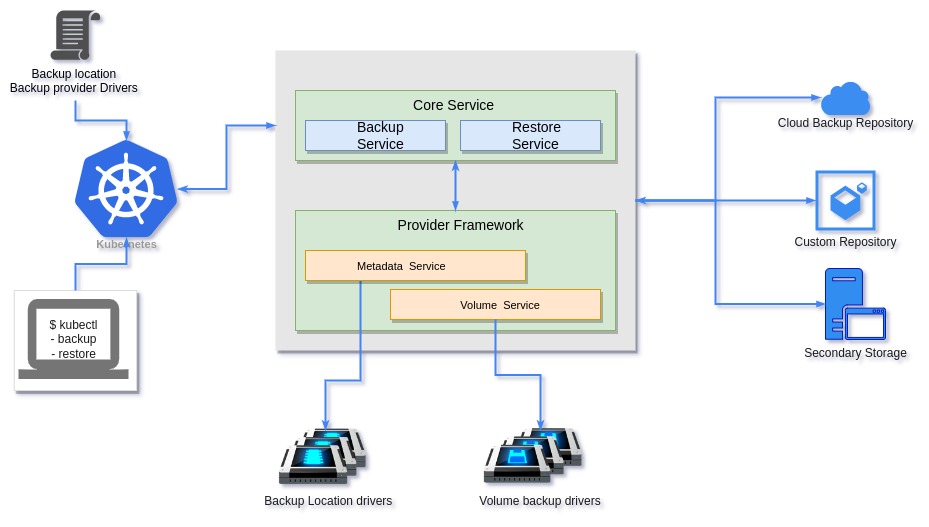 Backup location
Backup provider Drivers
Kubernetes
$ kubectl
- backup
- restore
Core Service
Backup
Service
Restore
Service
Provider Framework
Metadata Service
Volume Service
Backup Location drivers
Volume backup drivers
Cloud Backup Repository
Custom Repository
Secondary Storage